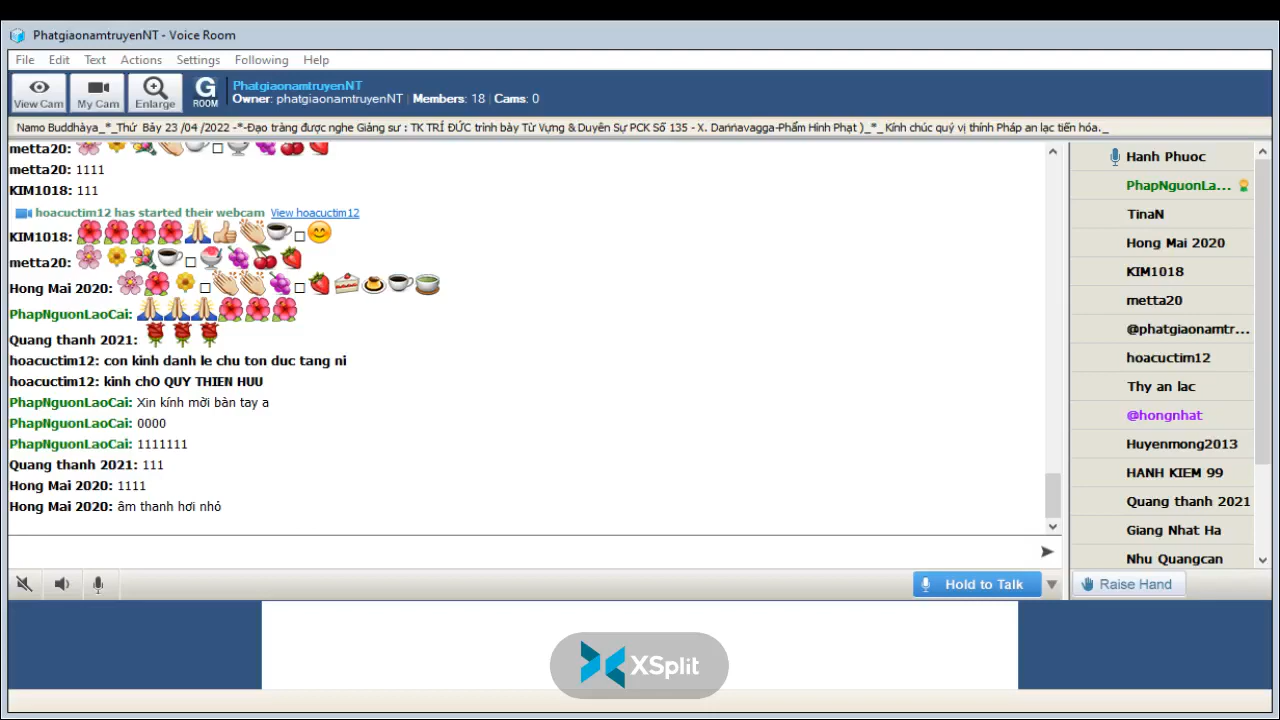 PhatgiaonamtruyenNT - Voice Room
File Edit Text Actions Settings Following Help
View Cam My Cam Enlarge G ROOM
PhatgiaonamtruyenNT
Owner: phatgiaonamtruyenNT | Members: 18 | Cams: 0
Namo Buddhàya_*_Thứ Bảy 23 /04 /2022 -*-Đạo tràng được nghe Giảng sư : TK TRÍ ĐỨC trình bày Từ Vựng & Duyên Sự PCK Số 135 - X. Daṇṇavagga-Phẩm Hình Phạt )_*_ Kính chúc quý vị thính Pháp an lạc tiến hóa._
metta20:
metta20: 1111
KIM1018: 111
hoacuctim12 has started their webcam View hoacuctim12
KIM1018:
metta20:
Hong Mai 2020:
PhapNguonLaoCai:
Quang thanh 2021:
hoacuctim12: con kinh danh le chu ton duc tang ni
hoacuctim12: kinh chO QUY THIEN HUU
PhapNguonLaoCai: Xin kính mời bàn tay a
PhapNguonLaoCai: 0000
PhapNguonLaoCai: 1111111
Quang thanh 2021: 111
Hong Mai 2020: 1111
Hong Mai 2020: âm thanh hơi nhỏ
Hold to Talk
Hanh Phuoc
PhapNguonLa...
TinaN
Hong Mai 2020
KIM1018
metta20
@phatgiaonamtr...
hoacuctim12
Thy an lac
@hongnhat
Huyenmong2013
HANH KIEM 99
Quang thanh 2021
Giang Nhat Ha
Nhu Quangcan
Raise Hand
XSplit